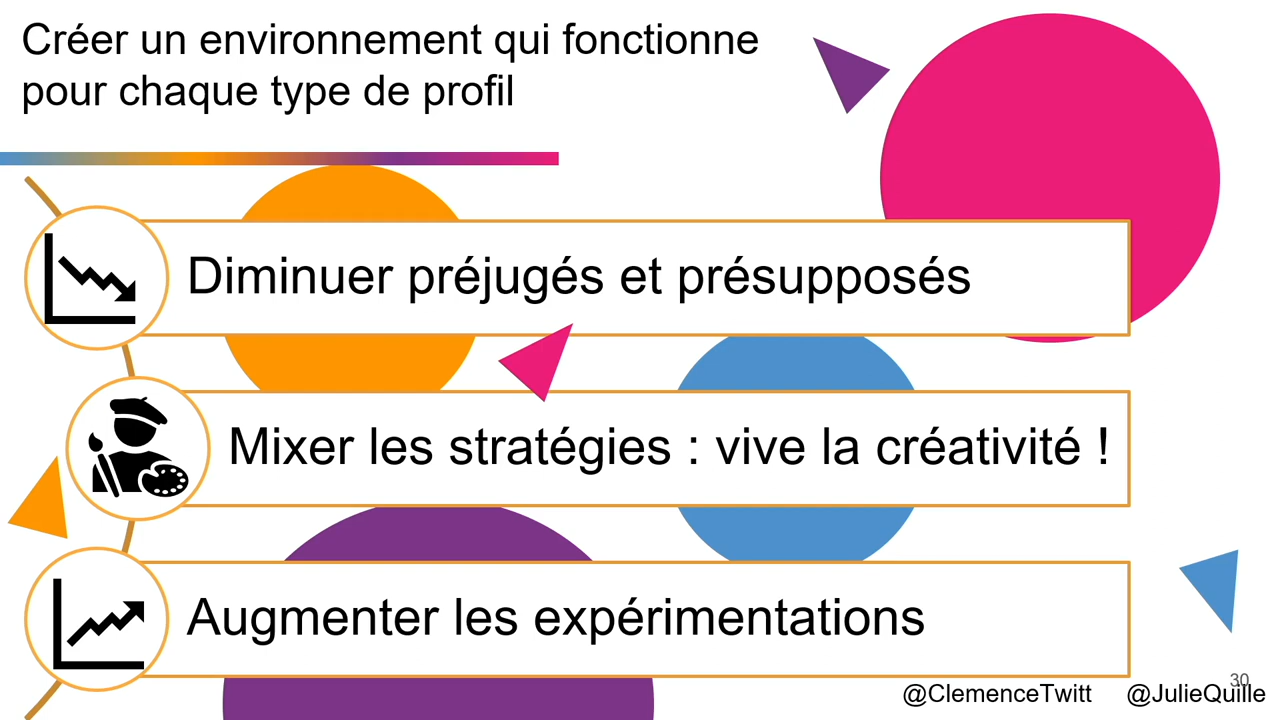 Créer un environnement qui fonctionne
pour chaque type de profil
Diminuer préjugés et présupposés
Mixer les stratégies : vive la créativité !
Augmenter les expérimentations
30
@ClemenceTwitt @JulieQuille